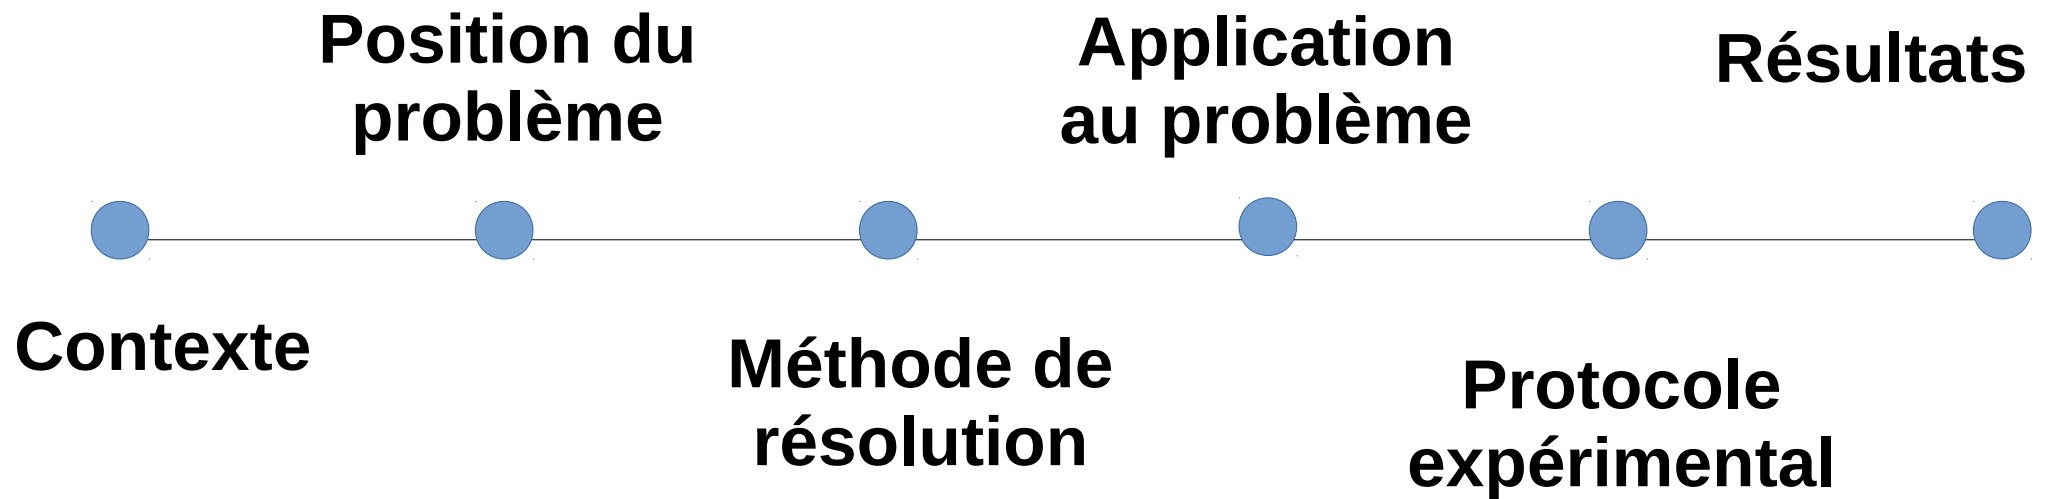 Contexte
Position du
problème
Méthode de
résolution
Application
au problème
Protocole
expérimental
Résultats